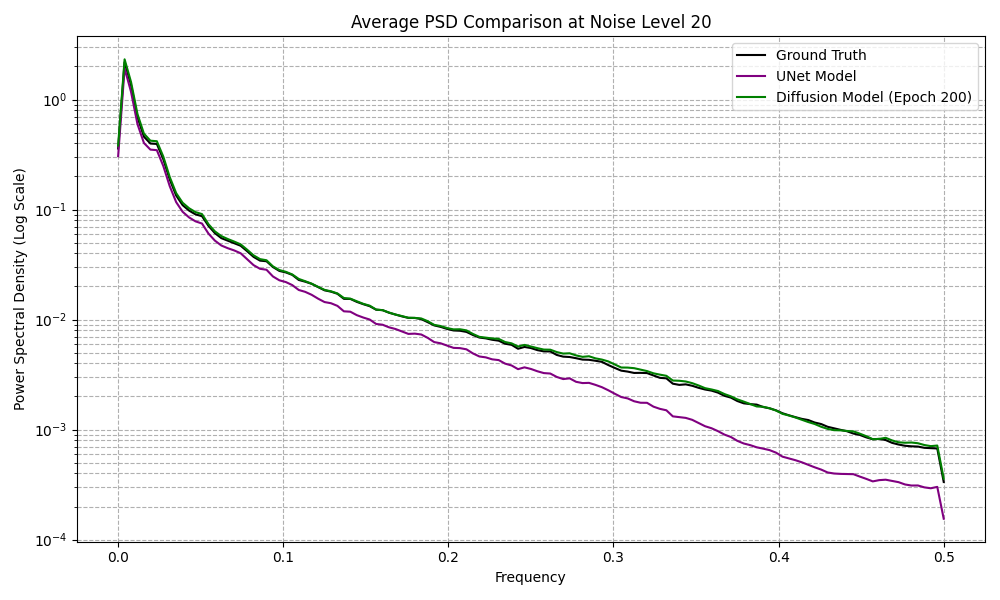 Average PSD Comparison at Noise Level 20
Ground Truth
UNet Model
Diffusion Model (Epoch 200)
Power Spectral Density (Log Scale)
10⁰
10⁻¹
10⁻²
10⁻³
10⁻⁴
0.0
0.1
0.2
0.3
0.4
0.5
Frequency